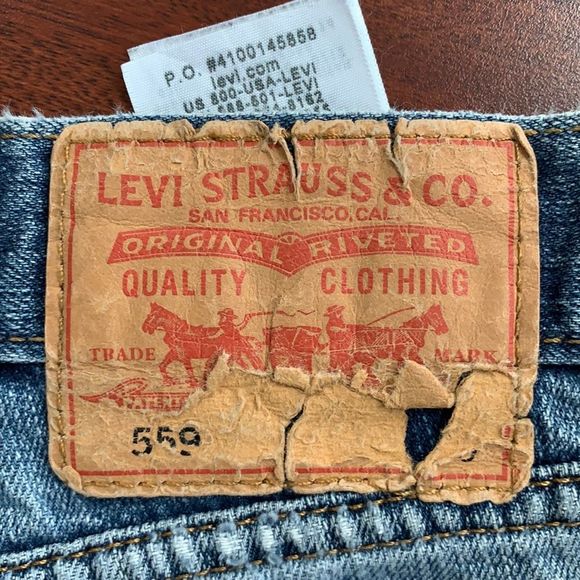 P.O. #4100145858
levi.com
US 800-USA-LEVI
LEVI STRAUSS & CO.
SAN FRANCISCO, CAL.
ORIGINAL RIVETED
QUALITY CLOTHING
TRADE MARK
559